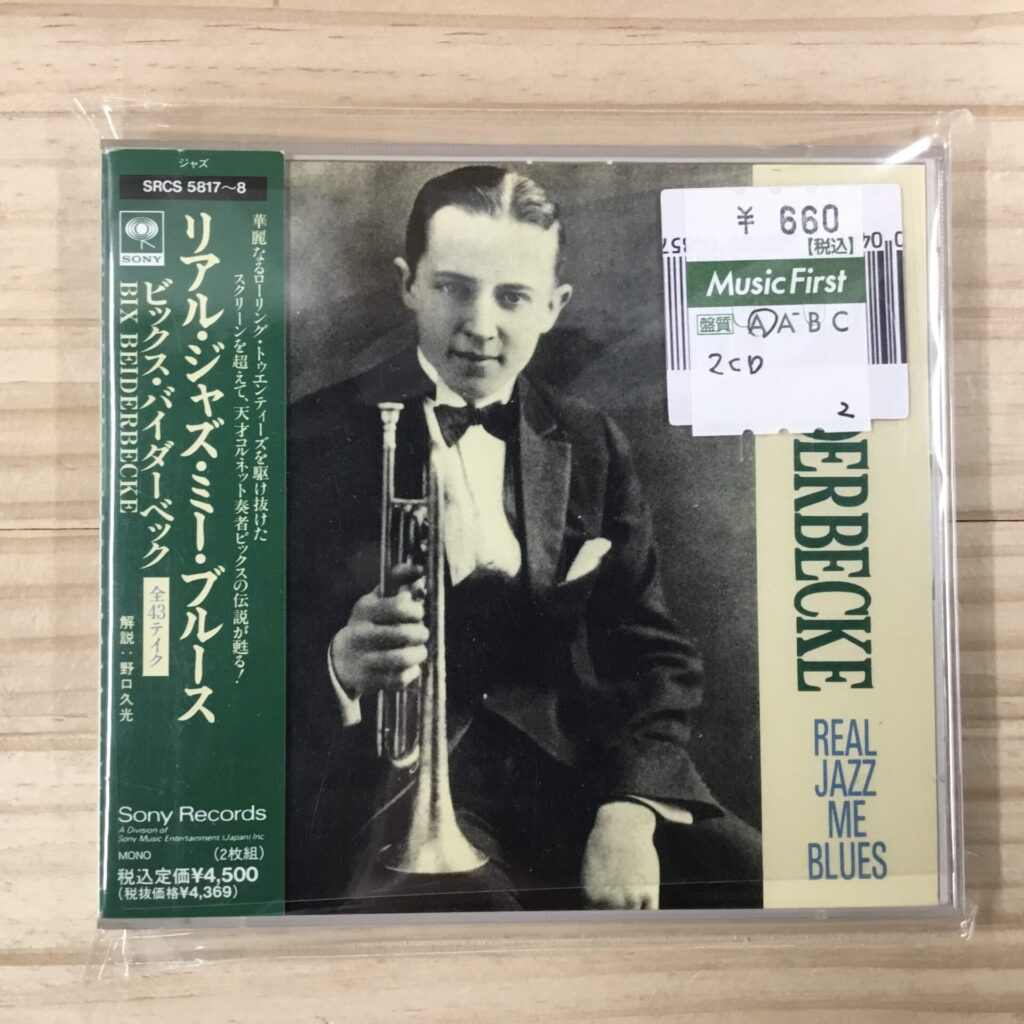 ジャズ
SRCS 5817〜8
SONY
華麗なるローリング・トゥエンティーズを駆け抜けた
スクリーンを超えて、天才コルネット奏者ビックスの伝説が甦る!
リアル・ジャズ・ミー・ブルース
ビックス・バイダーベック
BIX BEIDERBECKE
全43テイク
解説:野口久光
Sony Records
A Division of
Sony Music Entertainment (Japan) Inc
MONO
(2枚組)
税込定価¥4,500
(税抜価格¥4,369)
¥ 660
【税込】
Music First
盤質 A A⁻ B C
2CD
2
DERBECKE
REAL
JAZZ
ME
BLUES